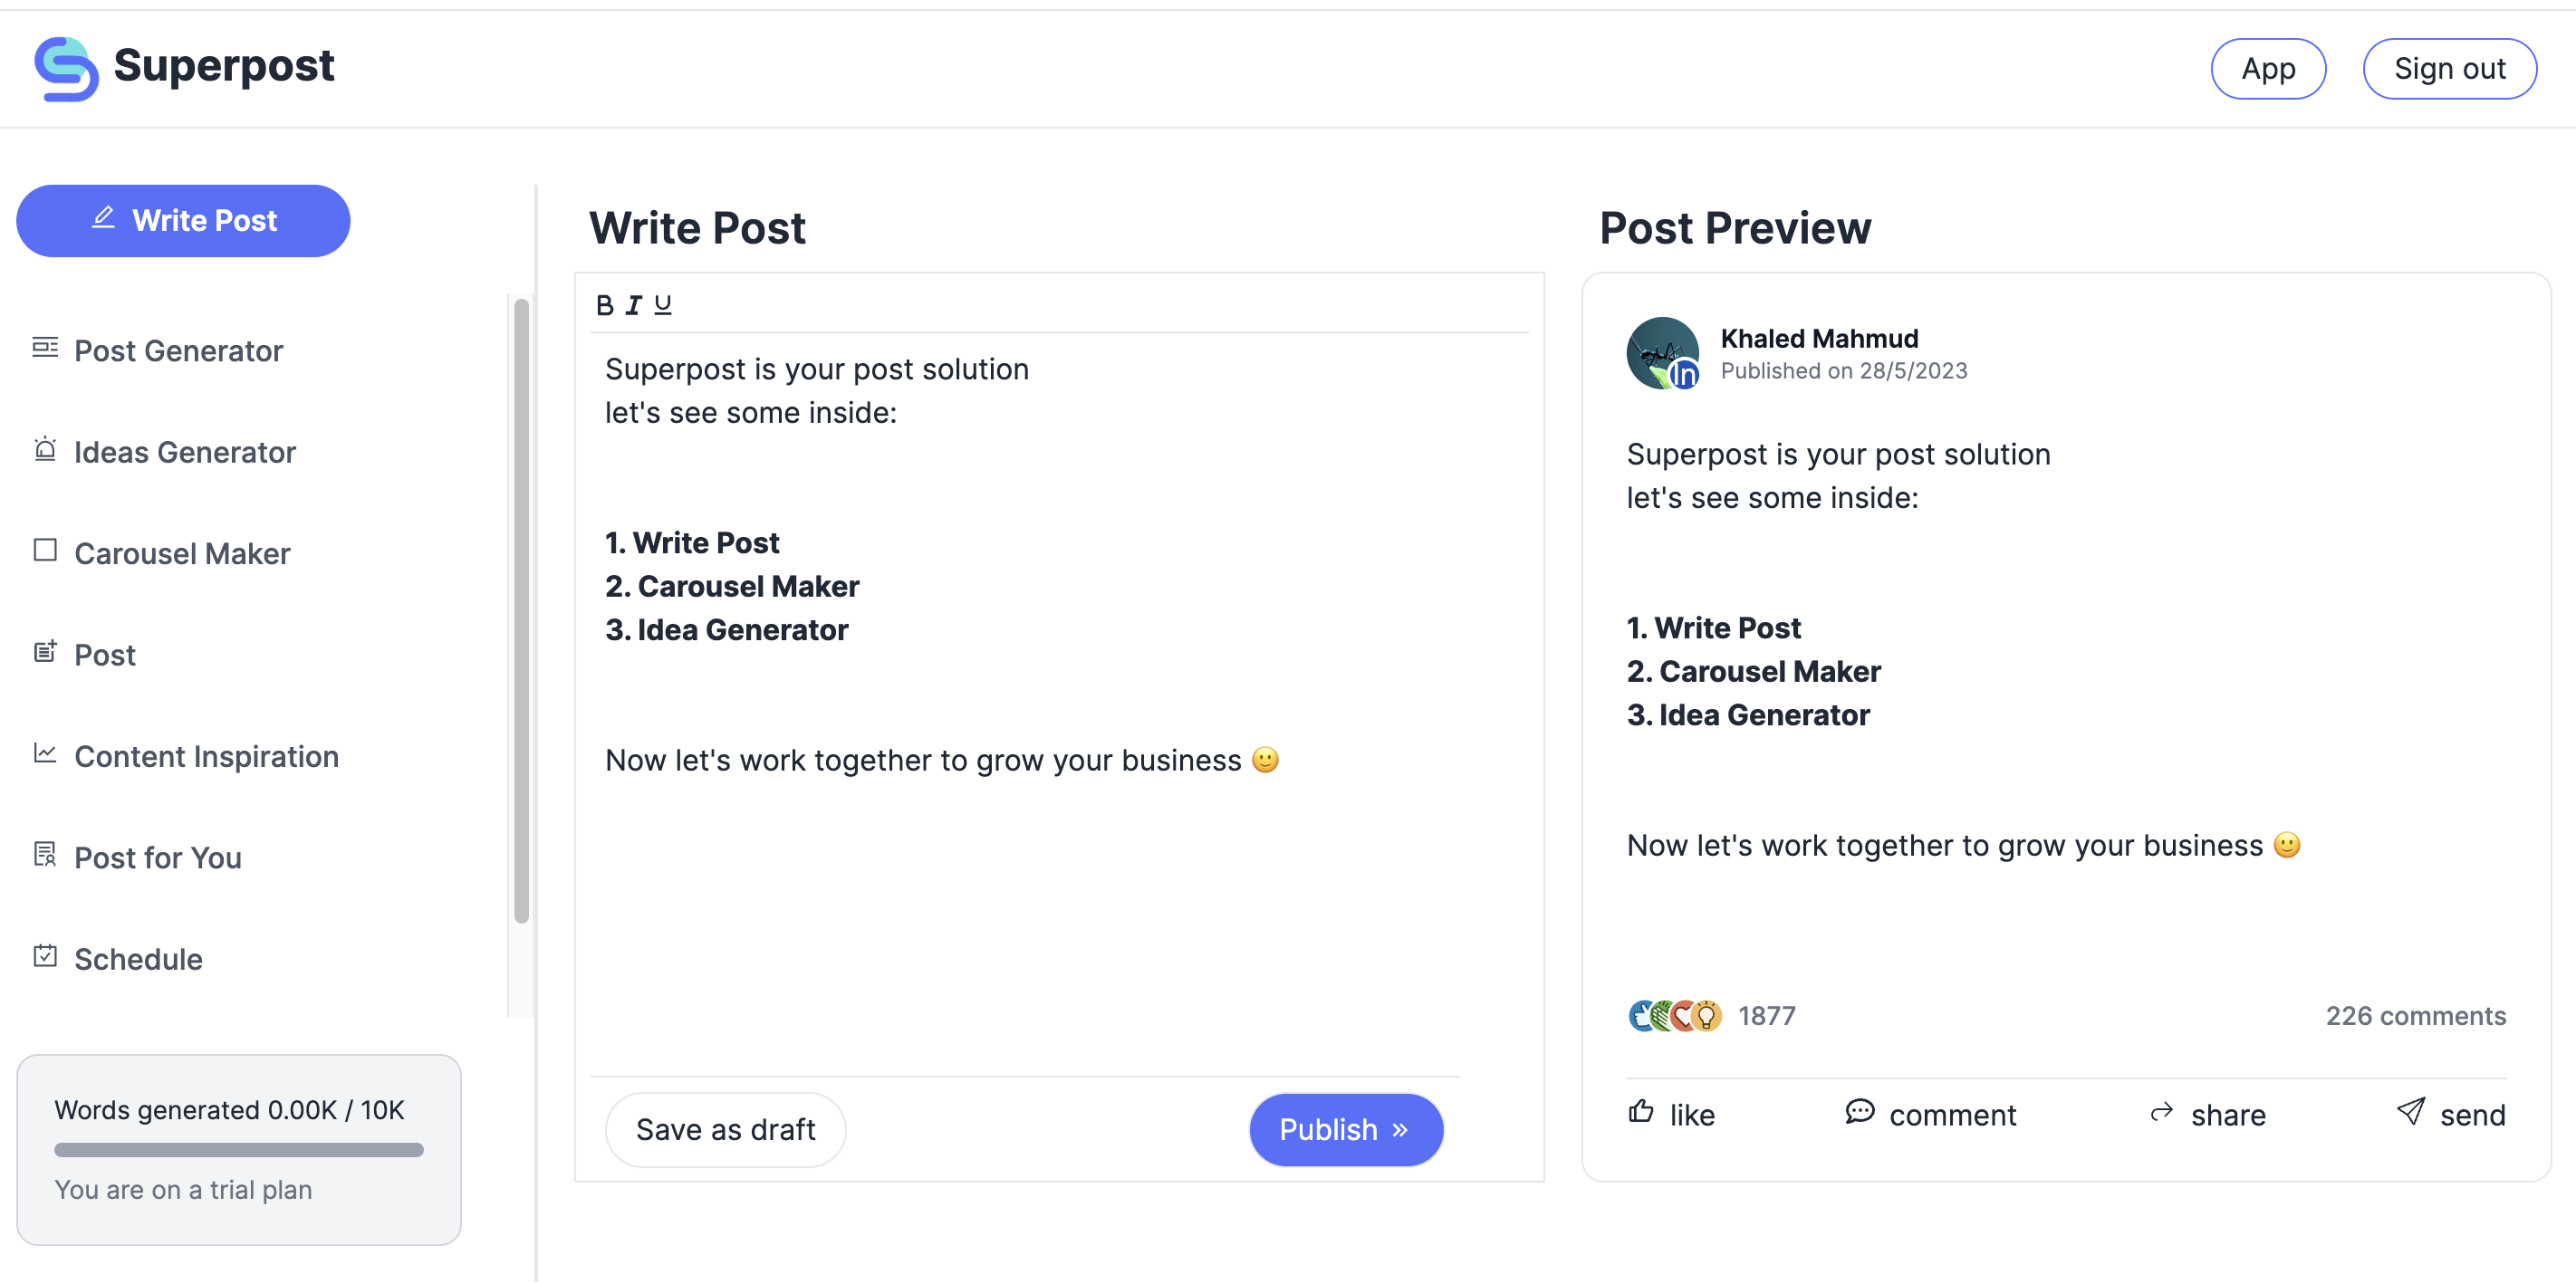 Superpost
App
Sign out
Write Post
Post Generator
Ideas Generator
Carousel Maker
Post
Content Inspiration
Post for You
Schedule
Words generated 0.00K / 10K
You are on a trial plan
Write Post
B I U
Superpost is your post solution
let's see some inside:
1. Write Post
2. Carousel Maker
3. Idea Generator
Now let's work together to grow your business 🙂
Save as draft
Publish »
Post Preview
in
Khaled Mahmud
Published on 28/5/2023
Superpost is your post solution
let's see some inside:
1. Write Post
2. Carousel Maker
3. Idea Generator
Now let's work together to grow your business 🙂
1877
226 comments
like
comment
share
send